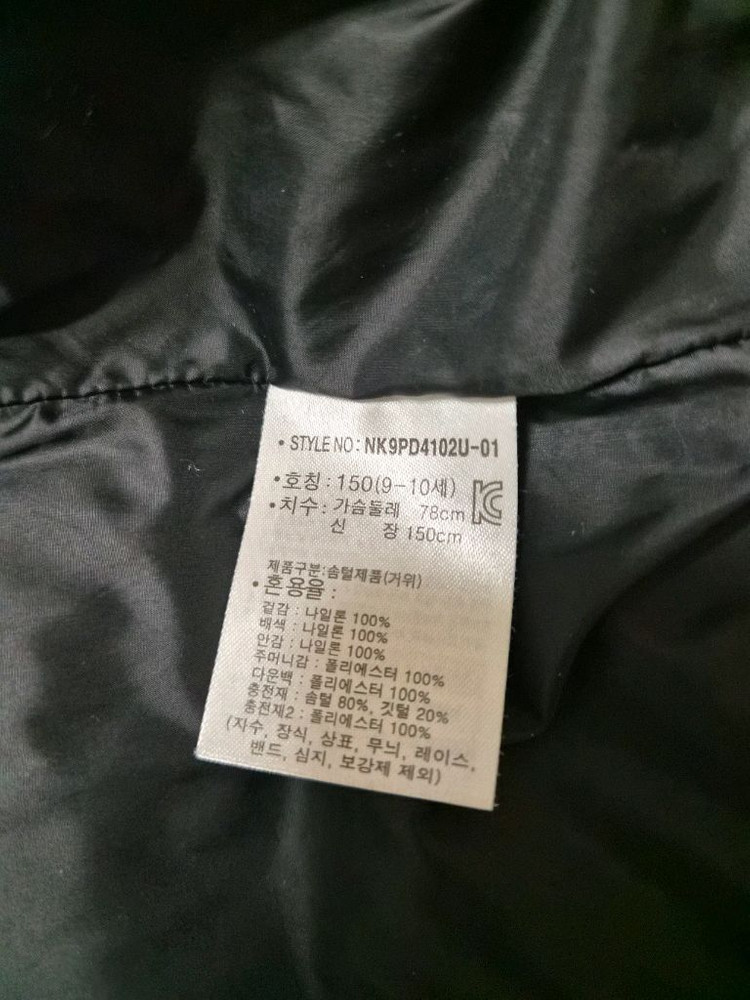 • STYLE NO : NK9PD4102U-01
• 호칭 : 150(9-10세)
• 치수 : 가슴둘레 78cm
신 장 150cm
제품구분:솜털제품(거위)
• 혼용율 :
겉감 : 나일론 100%
배색 : 나일론 100%
안감 : 나일론 100%
주머니감 : 폴리에스터 100%
다운백 : 폴리에스터 100%
충전재 : 솜털 80%, 깃털 20%
충전재2 : 폴리에스터 100%
(자수, 장식, 상표, 무늬, 레이스,
밴드, 심지, 보강제 제외)